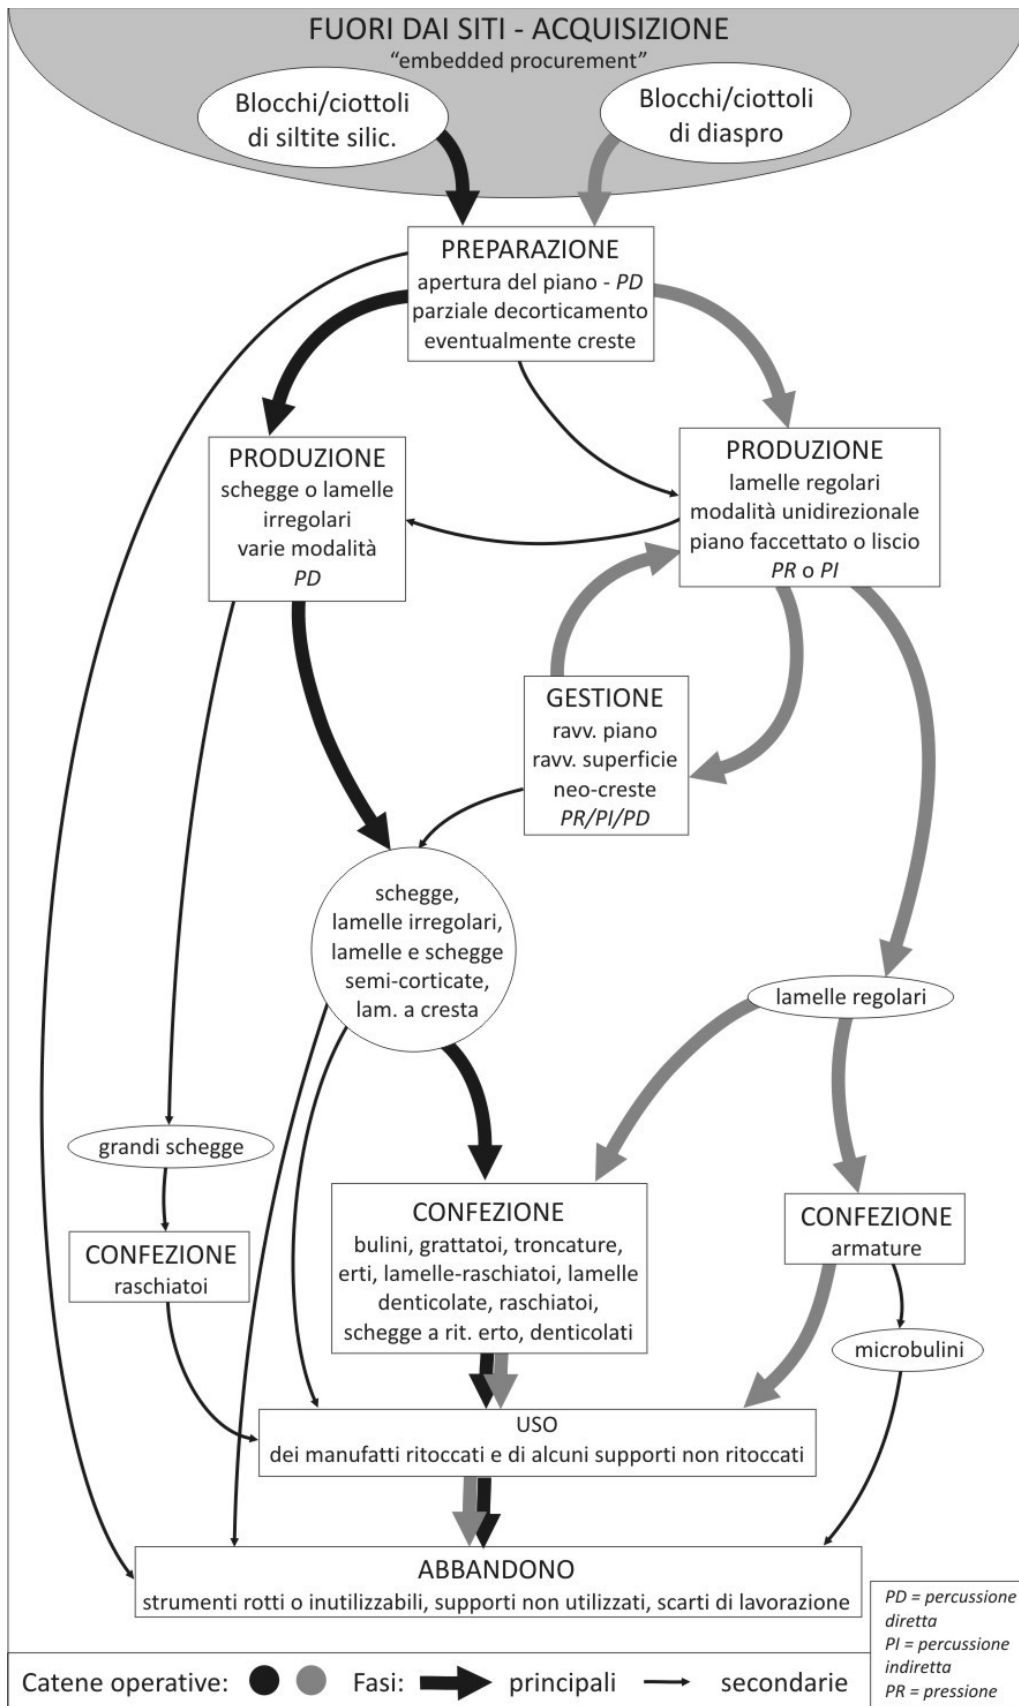 FUORI DAI SITI - ACQUISIZIONE
“embedded procurement”
Blocchi/ciottoli
di siltite silic.
Blocchi/ciottoli
di diaspro
PREPARAZIONE
apertura del piano - PD
parziale decorticamento
eventualmente creste
PRODUZIONE
schegge o lamelle
irregolari
varie modalità
PD
PRODUZIONE
lamelle regolari
modalità unidirezionale
piano faccettato o liscio
PR o PI
GESTIONE
ravv. piano
ravv. superficie
neo-creste
PR/PI/PD
schegge,
lamelle irregolari,
lamelle e schegge
semi-corticate,
lam. a cresta
lamelle regolari
grandi schegge
CONFEZIONE
raschiatoi
CONFEZIONE
bulini, grattatoi, troncature,
erti, lamelle-raschiatoi, lamelle
denticolate, raschiatoi,
schegge a rit. erto, denticolati
CONFEZIONE
armature
microbulini
USO
dei manufatti ritoccati e di alcuni supporti non ritoccati
ABBANDONO
strumenti rotti o inutilizzabili, supporti non utilizzati, scarti di lavorazione
PD = percussione
diretta
PI = percussione
indiretta
PR = pressione
Catene operative: Fasi: principali secondarie